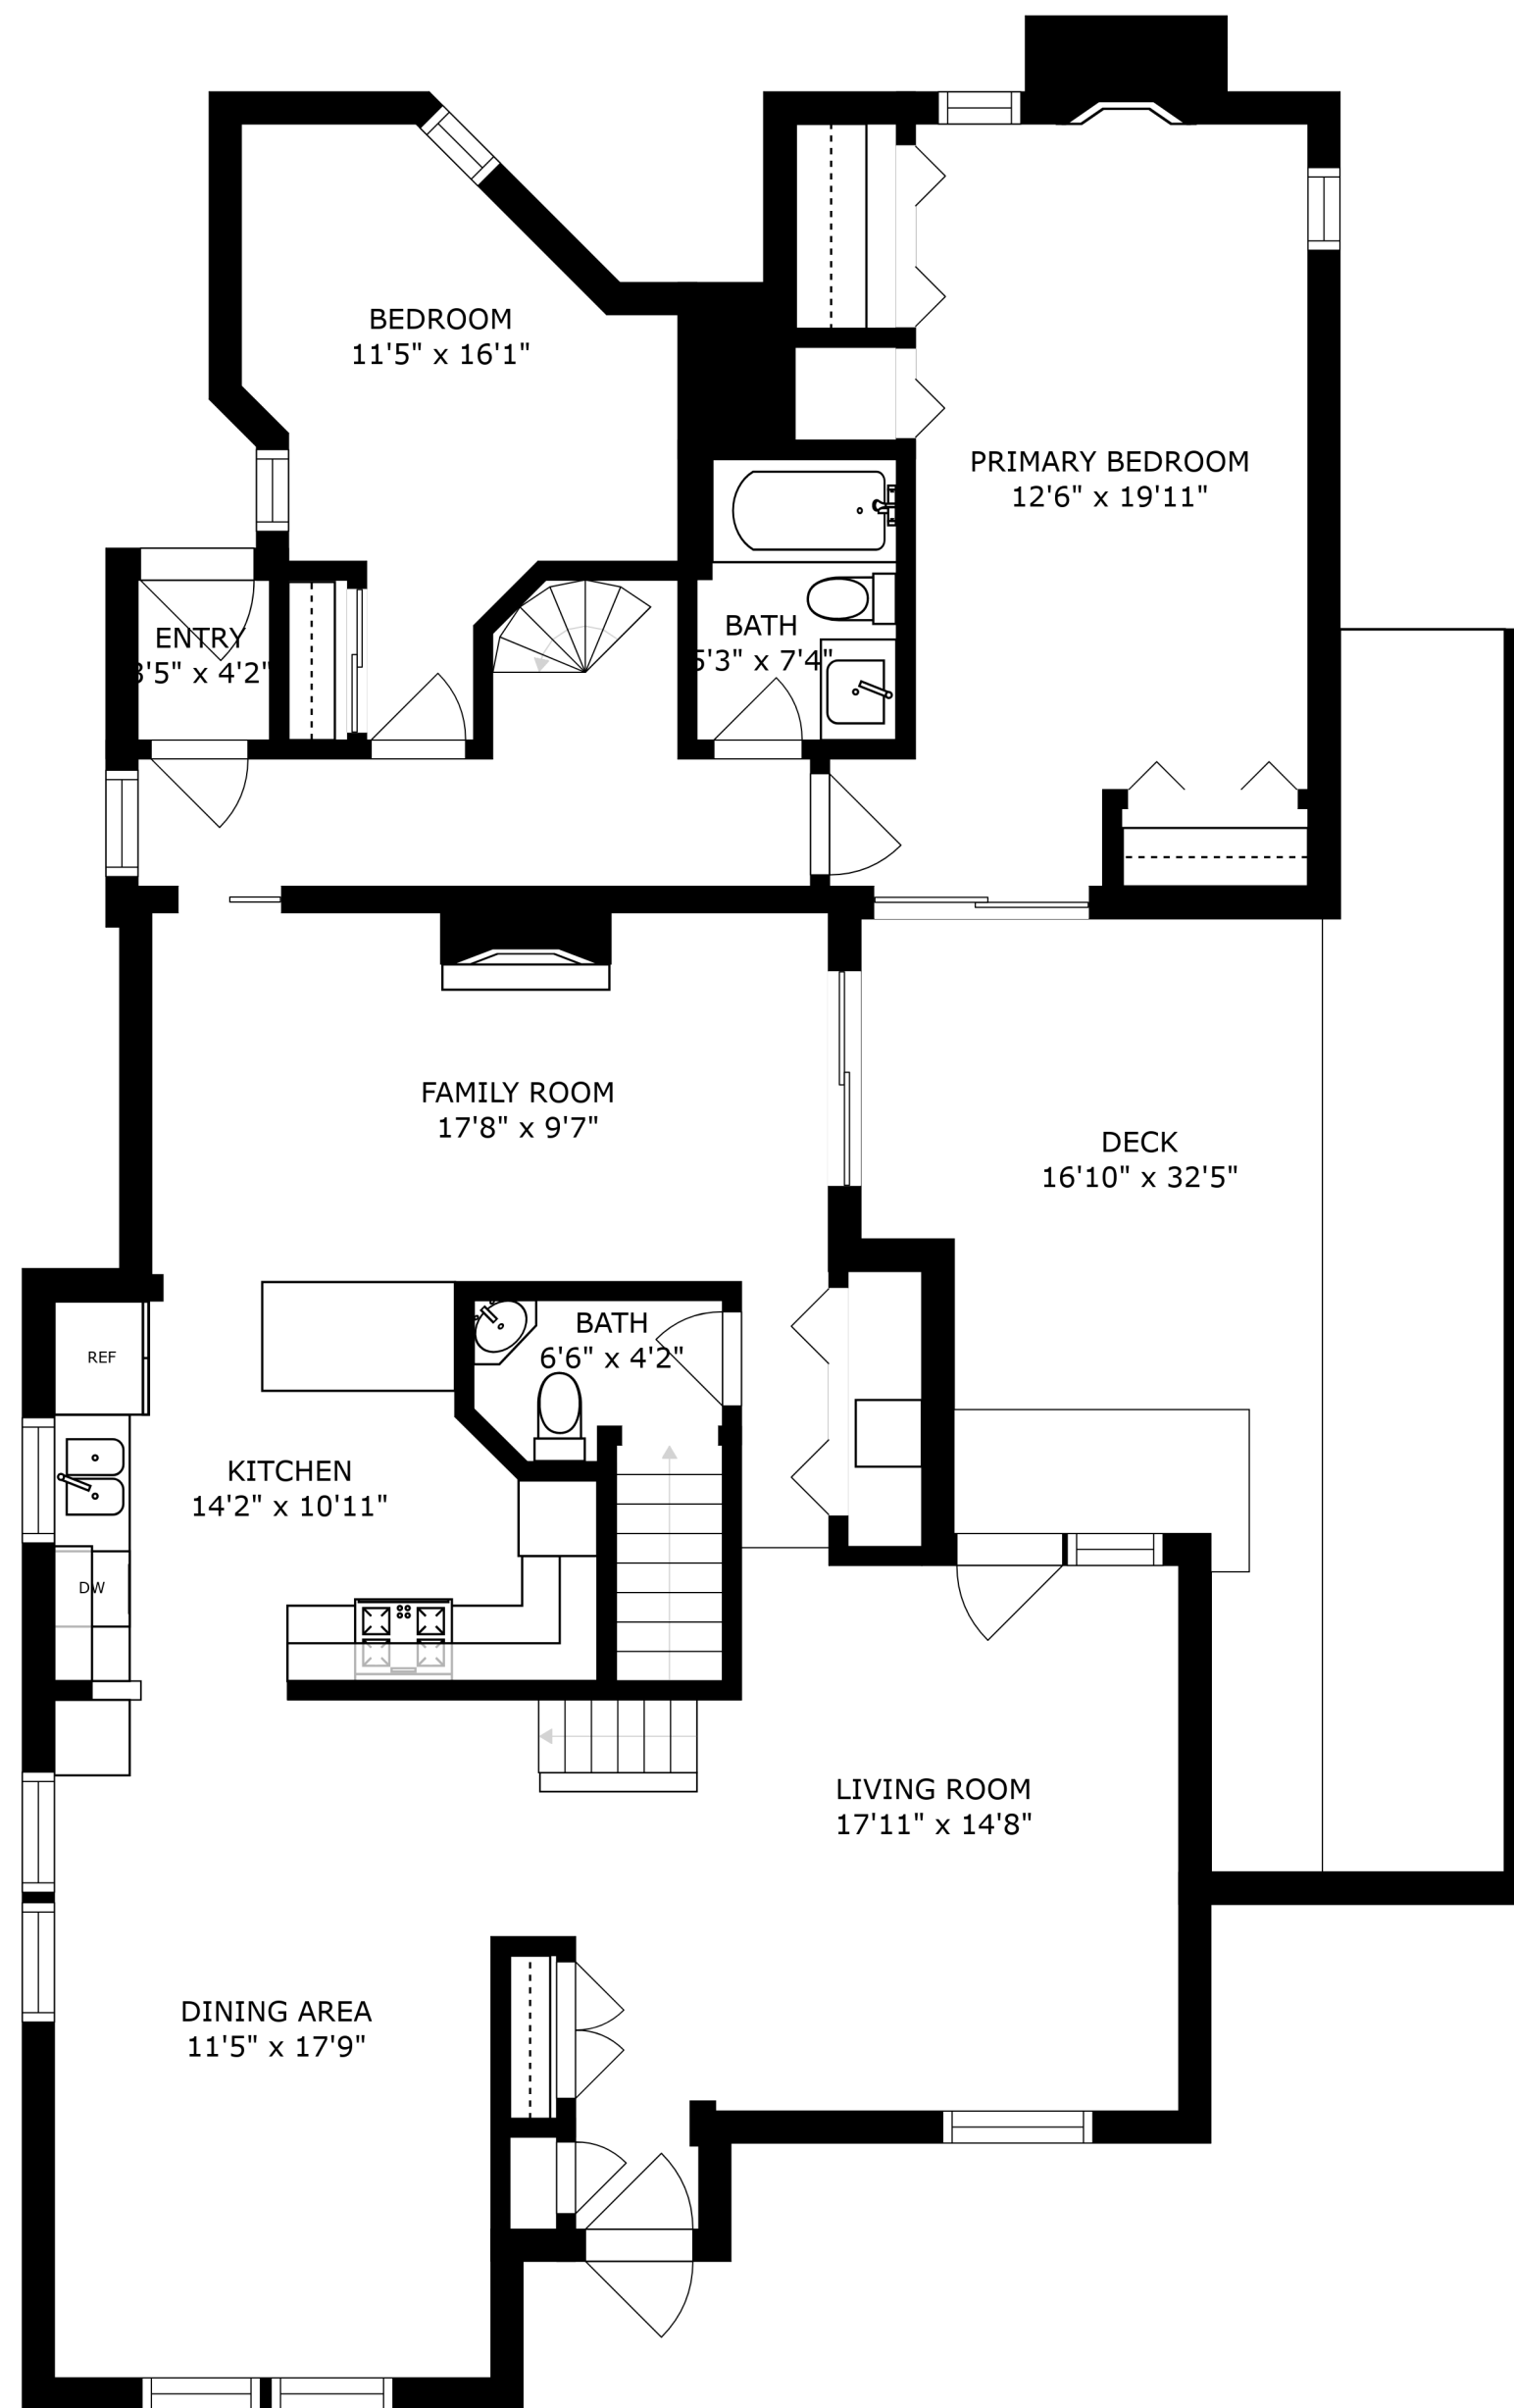 BEDROOM
11'5" x 16'1"
PRIMARY BEDROOM
12'6" x 19'11"
ENTRY
3'5" x 4'2"
BATH
5'3" x 7'4"
FAMILY ROOM
17'8" x 9'7"
DECK
16'10" x 32'5"
BATH
6'6" x 4'2"
REF
KITCHEN
14'2" x 10'11"
DW
LIVING ROOM
17'11" x 14'8"
DINING AREA
11'5" x 17'9"